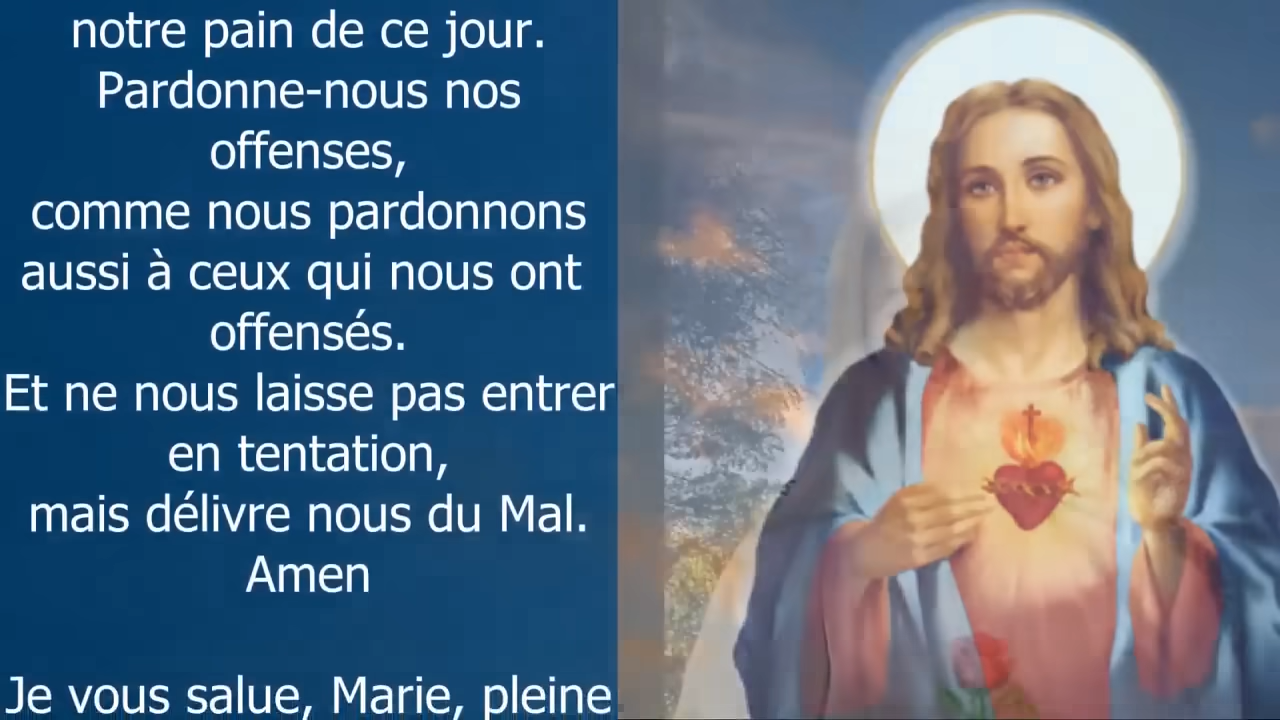 notre pain de ce jour.
Pardonne-nous nos
offenses,
comme nous pardonnons
aussi à ceux qui nous ont
offensés.
Et ne nous laisse pas entrer
en tentation,
mais délivre nous du Mal.
Amen
Je vous salue, Marie, pleine